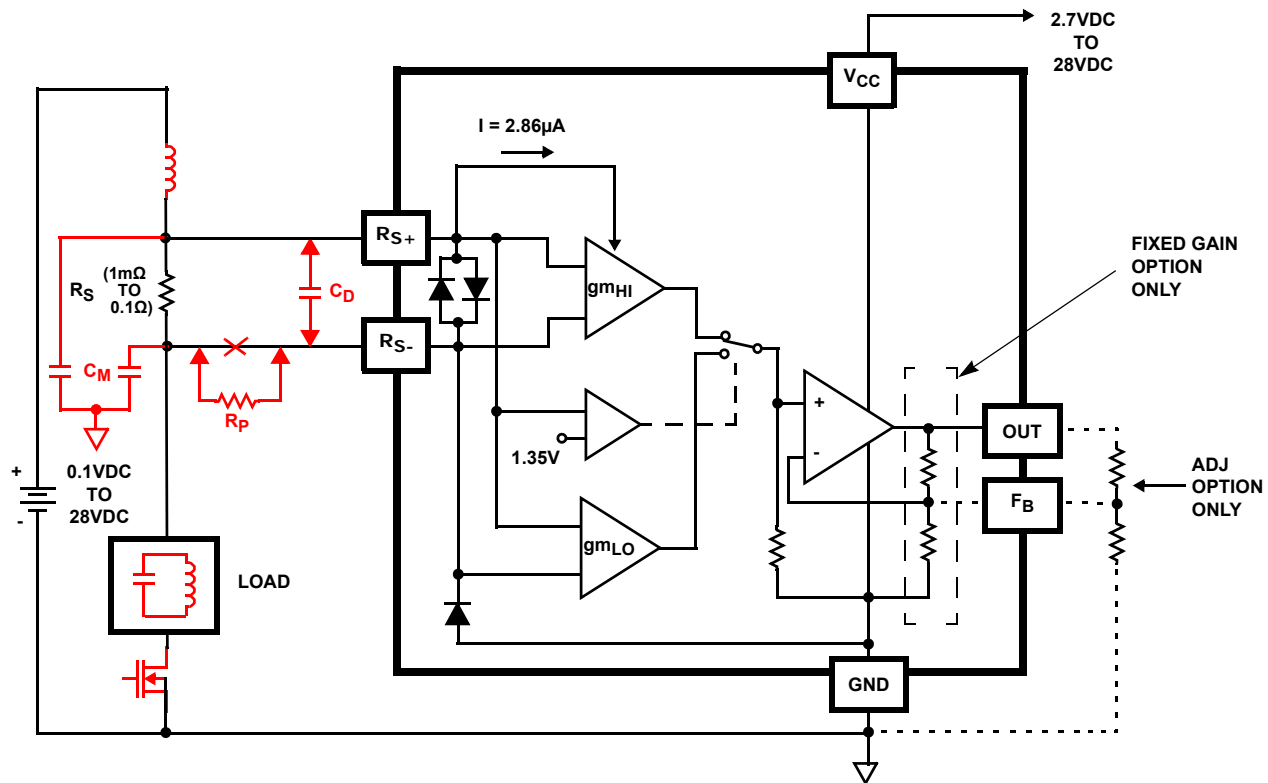 2.7VDC
TO
28VDC
VCC
I = 2.86µA
RS+
FIXED GAIN
OPTION
ONLY
RS
(1mΩ
TO
0.1Ω)
CD
gmHI
RS-
CM
RP
+
-
1.35V
OUT
+
-
0.1VDC
TO
28VDC
FB
ADJ
OPTION
ONLY
gmLO
LOAD
GND